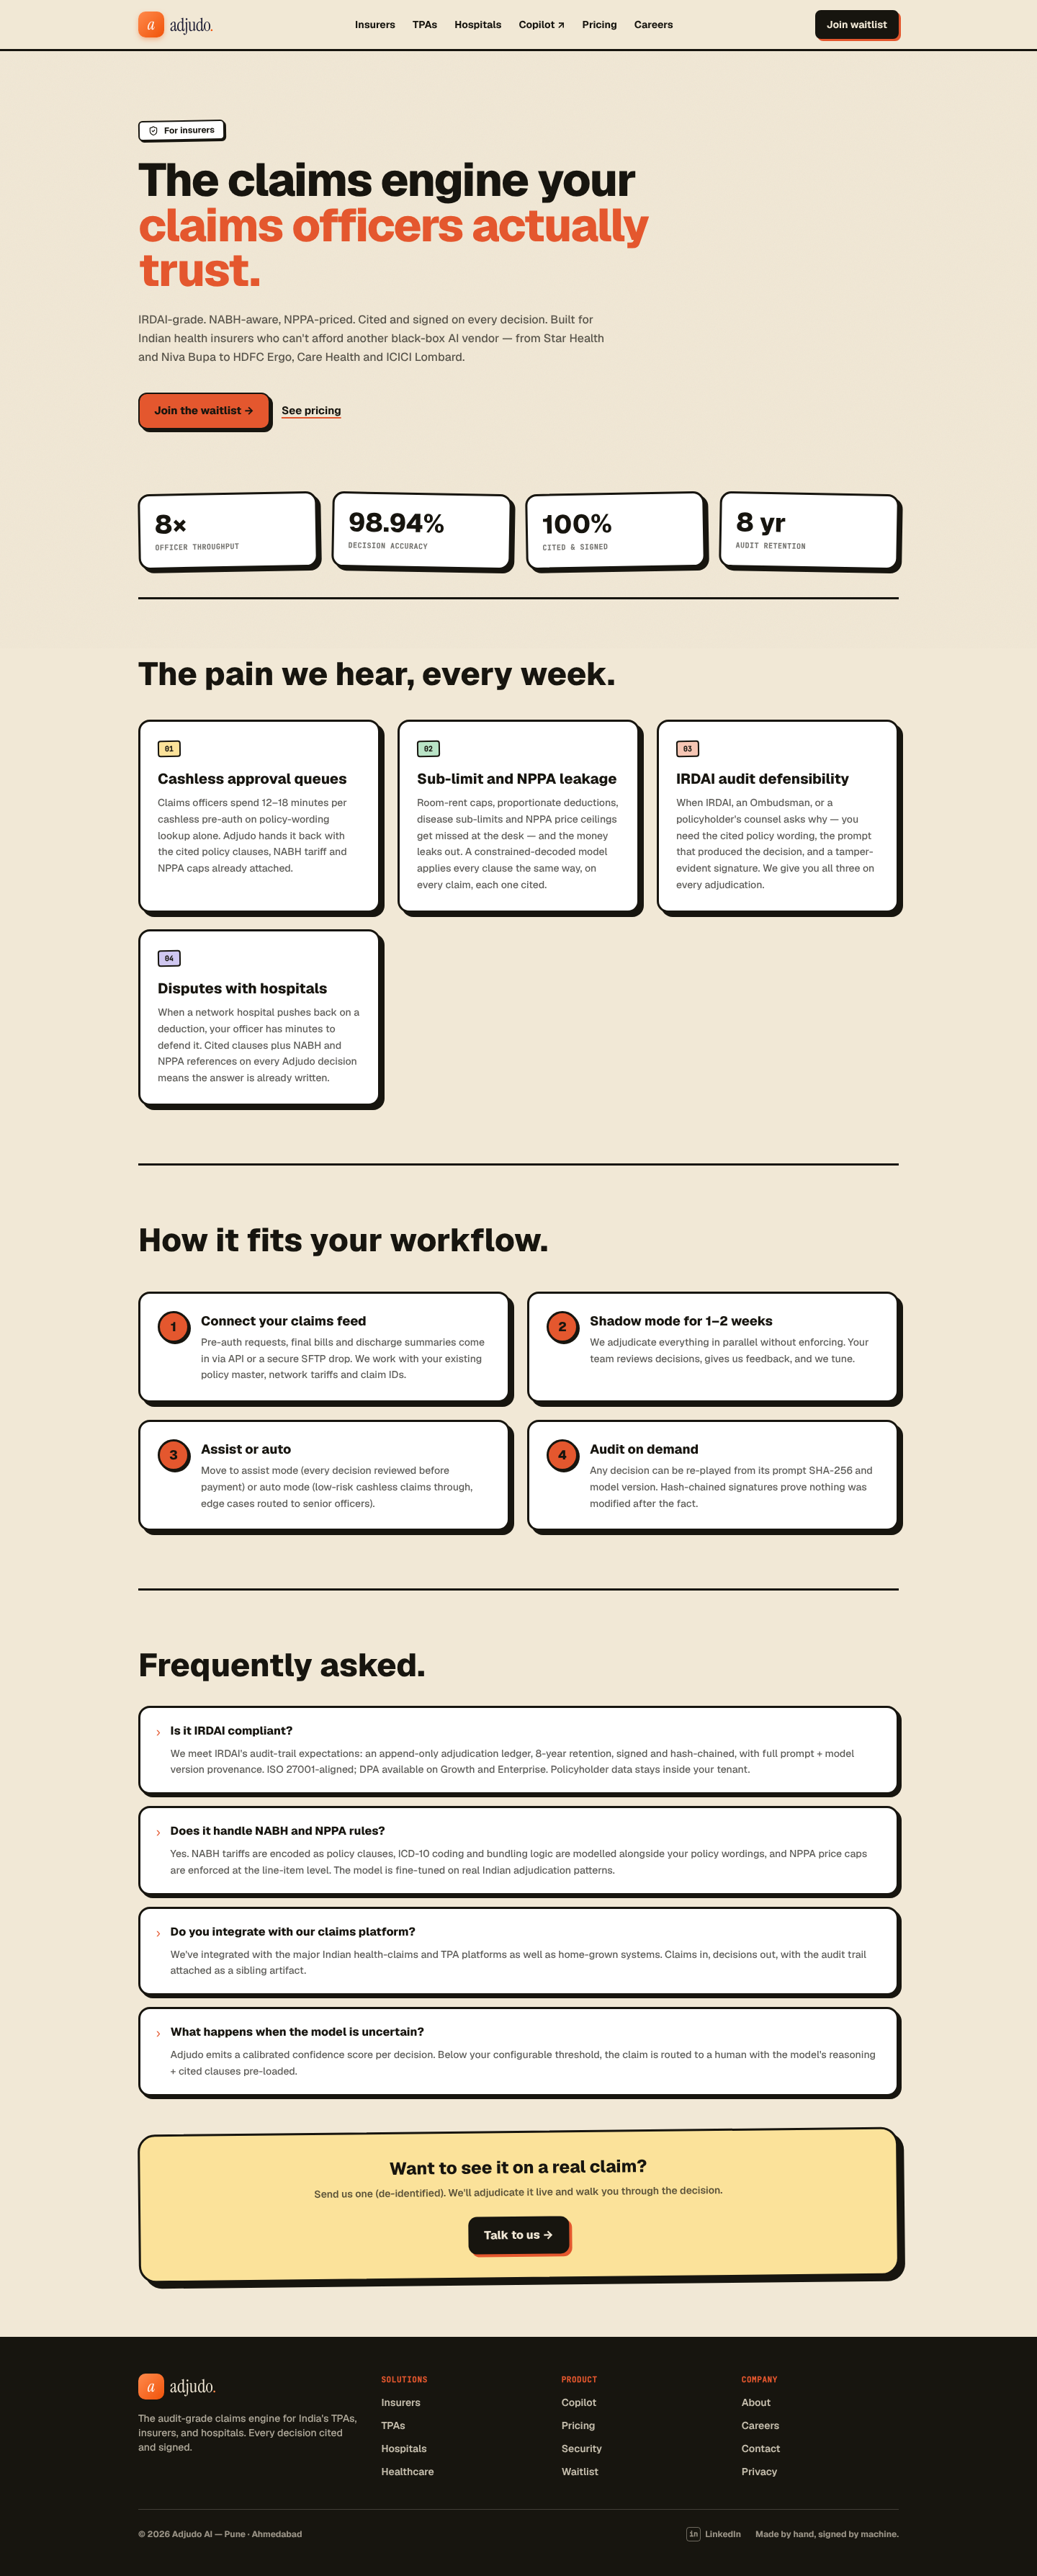 a adjudo.
Insurers TPAs Hospitals Copilot ↗ Pricing Careers
Join waitlist
For insurers
The claims engine your
claims officers actually
trust.
IRDAI-grade. NABH-aware, NPPA-priced. Cited and signed on every decision. Built for
Indian health insurers who can't afford another black-box AI vendor — from Star Health
and Niva Bupa to HDFC Ergo, Care Health and ICICI Lombard.
Join the waitlist →
See pricing
8×
OFFICER THROUGHPUT
98.94%
DECISION ACCURACY
100%
CITED & SIGNED
8 yr
AUDIT RETENTION
The pain we hear, every week.
01
Cashless approval queues
Claims officers spend 12–18 minutes per
cashless pre-auth on policy-wording
lookup alone. Adjudo hands it back with
the cited policy clauses, NABH tariff and
NPPA caps already attached.
02
Sub-limit and NPPA leakage
Room-rent caps, proportionate deductions,
disease sub-limits and NPPA price ceilings
get missed at the desk — and the money
leaks out. A constrained-decoded model
applies every clause the same way, on
every claim, each one cited.
03
IRDAI audit defensibility
When IRDAI, an Ombudsman, or a
policyholder's counsel asks why — you
need the cited policy wording, the prompt
that produced the decision, and a tamper-
evident signature. We give you all three on
every adjudication.
04
Disputes with hospitals
When a network hospital pushes back on a
deduction, your officer has minutes to
defend it. Cited clauses plus NABH and
NPPA references on every Adjudo decision
means the answer is already written.
How it fits your workflow.
1
Connect your claims feed
Pre-auth requests, final bills and discharge summaries come
in via API or a secure SFTP drop. We work with your existing
policy master, network tariffs and claim IDs.
2
Shadow mode for 1–2 weeks
We adjudicate everything in parallel without enforcing. Your
team reviews decisions, gives us feedback, and we tune.
3
Assist or auto
Move to assist mode (every decision reviewed before
payment) or auto mode (low-risk cashless claims through,
edge cases routed to senior officers).
4
Audit on demand
Any decision can be re-played from its prompt SHA-256 and
model version. Hash-chained signatures prove nothing was
modified after the fact.
Frequently asked.
› Is it IRDAI compliant?
We meet IRDAI's audit-trail expectations: an append-only adjudication ledger, 8-year retention, signed and hash-chained, with full prompt + model
version provenance. ISO 27001-aligned; DPA available on Growth and Enterprise. Policyholder data stays inside your tenant.
› Does it handle NABH and NPPA rules?
Yes. NABH tariffs are encoded as policy clauses, ICD-10 coding and bundling logic are modelled alongside your policy wordings, and NPPA price caps
are enforced at the line-item level. The model is fine-tuned on real Indian adjudication patterns.
› Do you integrate with our claims platform?
We've integrated with the major Indian health-claims and TPA platforms as well as home-grown systems. Claims in, decisions out, with the audit trail
attached as a sibling artifact.
› What happens when the model is uncertain?
Adjudo emits a calibrated confidence score per decision. Below your configurable threshold, the claim is routed to a human with the model's reasoning
+ cited clauses pre-loaded.
Want to see it on a real claim?
Send us one (de-identified). We'll adjudicate it live and walk you through the decision.
Talk to us →
a adjudo.
The audit-grade claims engine for India's TPAs,
insurers, and hospitals. Every decision cited
and signed.
SOLUTIONS
Insurers
TPAs
Hospitals
Healthcare
PRODUCT
Copilot
Pricing
Security
Waitlist
COMPANY
About
Careers
Contact
Privacy
© 2026 Adjudo AI — Pune · Ahmedabad
in LinkedIn
Made by hand, signed by machine.